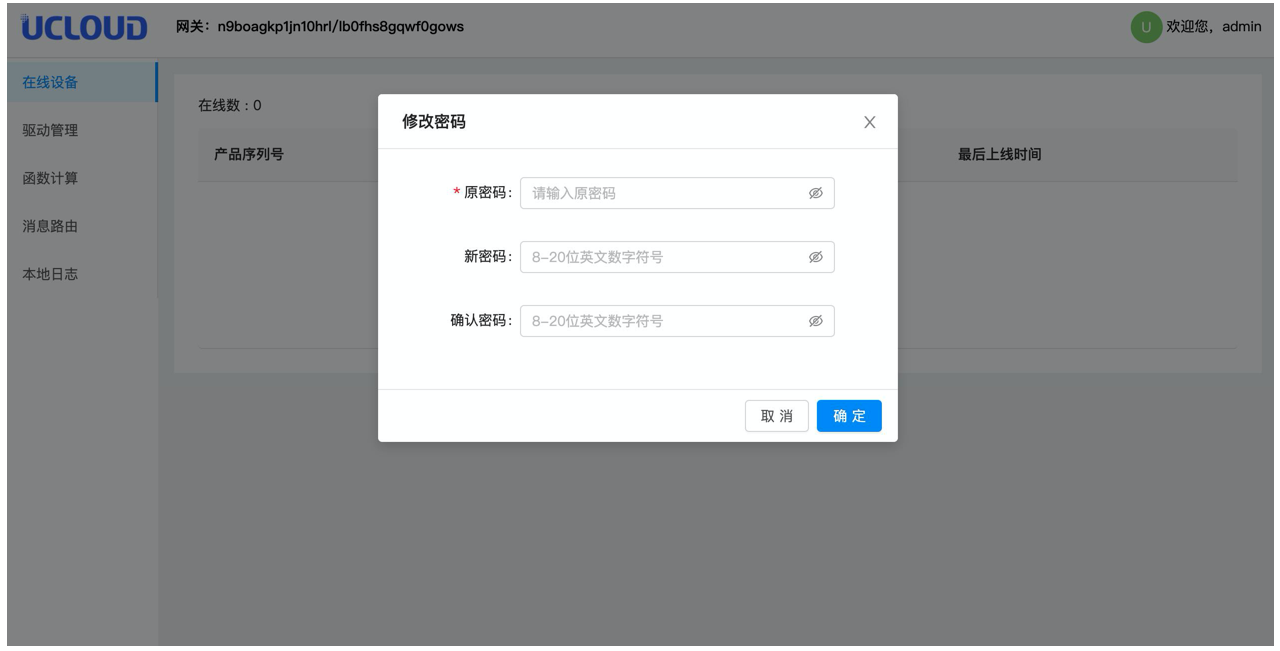 UCLOUD
网关：n9boagkp1jn10hrl/lb0fhs8gqwf0gows
U 欢迎您，admin
在线设备
驱动管理
函数计算
消息路由
本地日志
在线数：0
产品序列号
最后上线时间
修改密码
* 原密码： 请输入原密码
新密码： 8-20位英文数字符号
确认密码： 8-20位英文数字符号
取 消
确 定